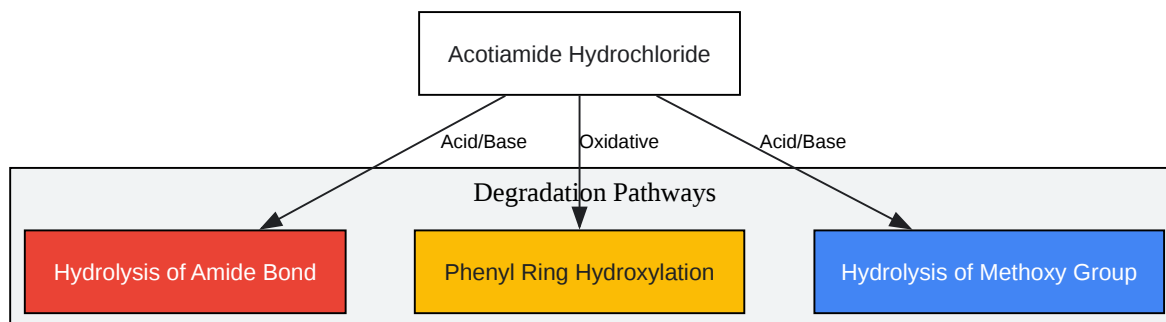 Acotiamide Hydrochloride
Acid/Base
Oxidative
Acid/Base
Degradation Pathways
Hydrolysis of Amide Bond
Phenyl Ring Hydroxylation
Hydrolysis of Methoxy Group